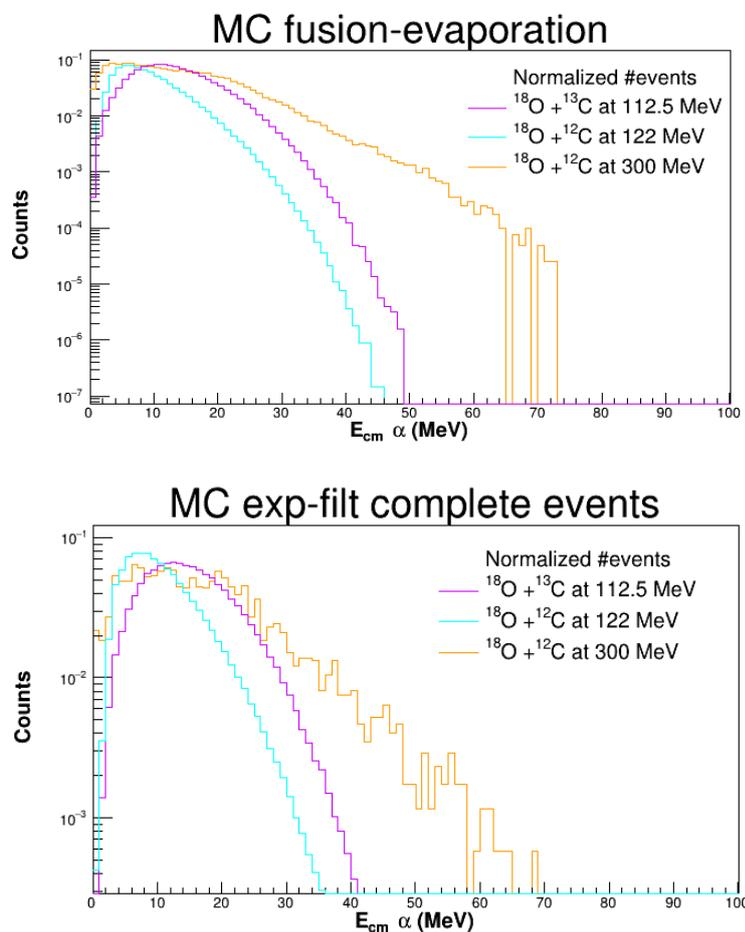 MC fusion-evaporation
Counts
10⁻¹
10⁻²
10⁻³
10⁻⁴
10⁻⁵
10⁻⁶
10⁻⁷
Normalized #events
¹⁸O +¹³C at 112.5 MeV
¹⁸O +¹²C at 122 MeV
¹⁸O +¹²C at 300 MeV
0 10 20 30 40 50 60 70 80 90 100
E_cm α (MeV)
MC exp-filt complete events
Counts
10⁻¹
10⁻²
10⁻³
Normalized #events
¹⁸O +¹³C at 112.5 MeV
¹⁸O +¹²C at 122 MeV
¹⁸O +¹²C at 300 MeV
0 10 20 30 40 50 60 70 80 90 100
E_cm α (MeV)